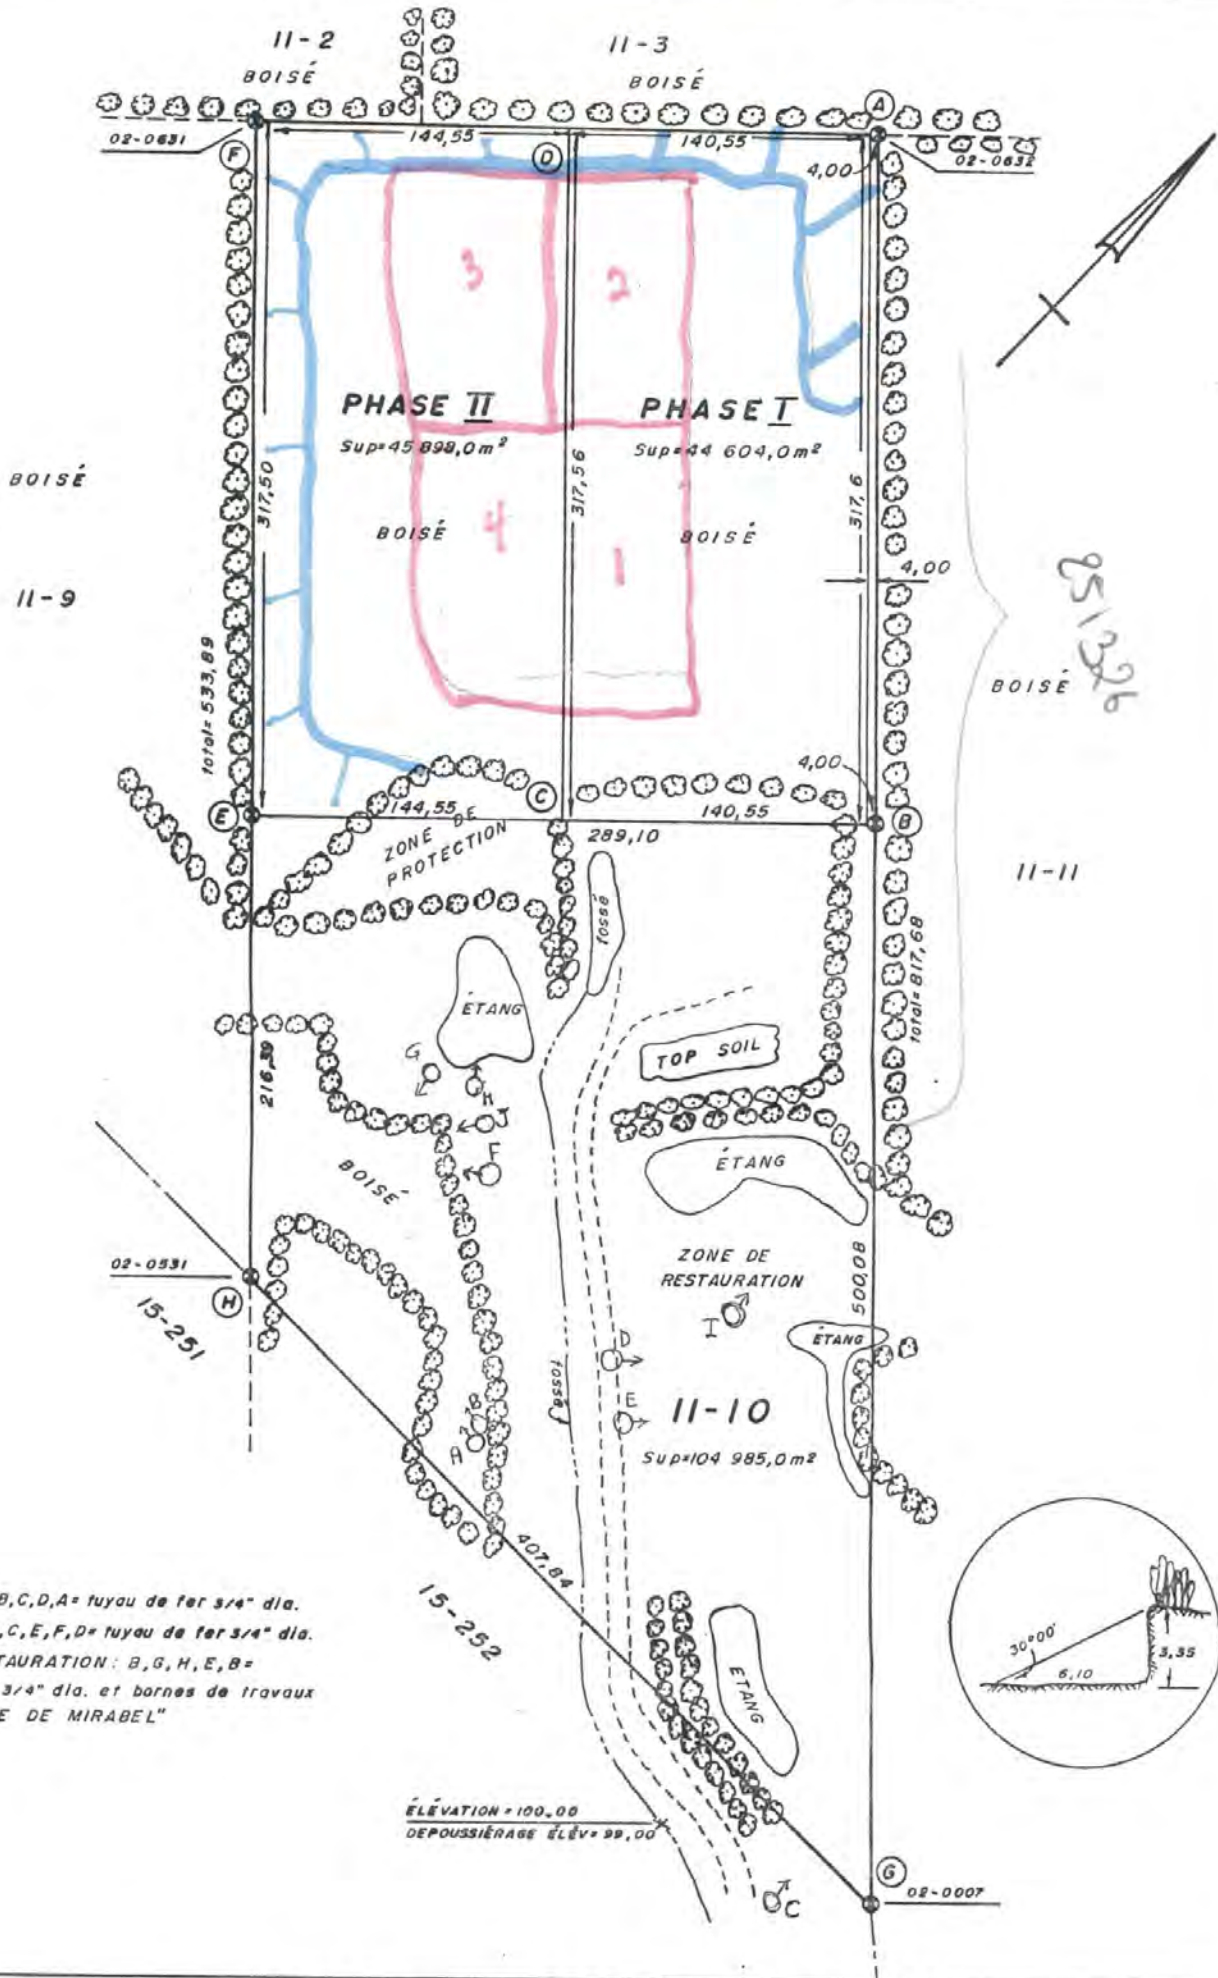 11-2
11-3
BOISÉ
BOISÉ
A
02-0631
144,55
140,55
02-0632
F
D
4,00
3
2
PHASE II
PHASE I
Sup=45 898,0m²
Sup=44 604,0m²
BOISÉ
317,50
317,56
317,6
BOISÉ
4
BOISÉ
1
4,00
11-9
851326
total= 533,89
BOISÉ
4,00
E
144,55
C
140,55
B
289,10
ZONE DE
PROTECTION
11-11
fossé
total= 817,68
ÉTANG
216,39
G
TOP SOIL
H
J
F
ÉTANG
BOISÉ
ZONE DE
RESTAURATION
500,08
02-0531
H
I
15-251
D
ÉTANG
fossé
E
11-10
B
A
Sup=104 985,0m²
407,84
15-252
B,C,D,A= tuyau de fer 3/4" dia.
,C,E,F,D= tuyau de fer 3/4" dia.
TAURATION: B,G,H,E,B=
3/4" dia. et bornes de travaux
E DE MIRABEL"
30°00'
6,10
3,35
ÉTANG
ÉLÉVATION = 100,00
DEPOUSSIÉRAGE ÉLÉV= 99,00
G
02-0007
C